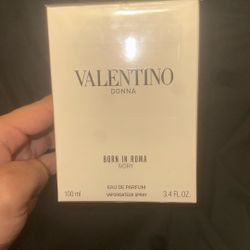 VALENTINO
DONNA
BORN IN ROMA
IVORY
EAU DE PARFUM
VAPORISATEUR SPRAY
100 ml
3.4 FL.OZ.